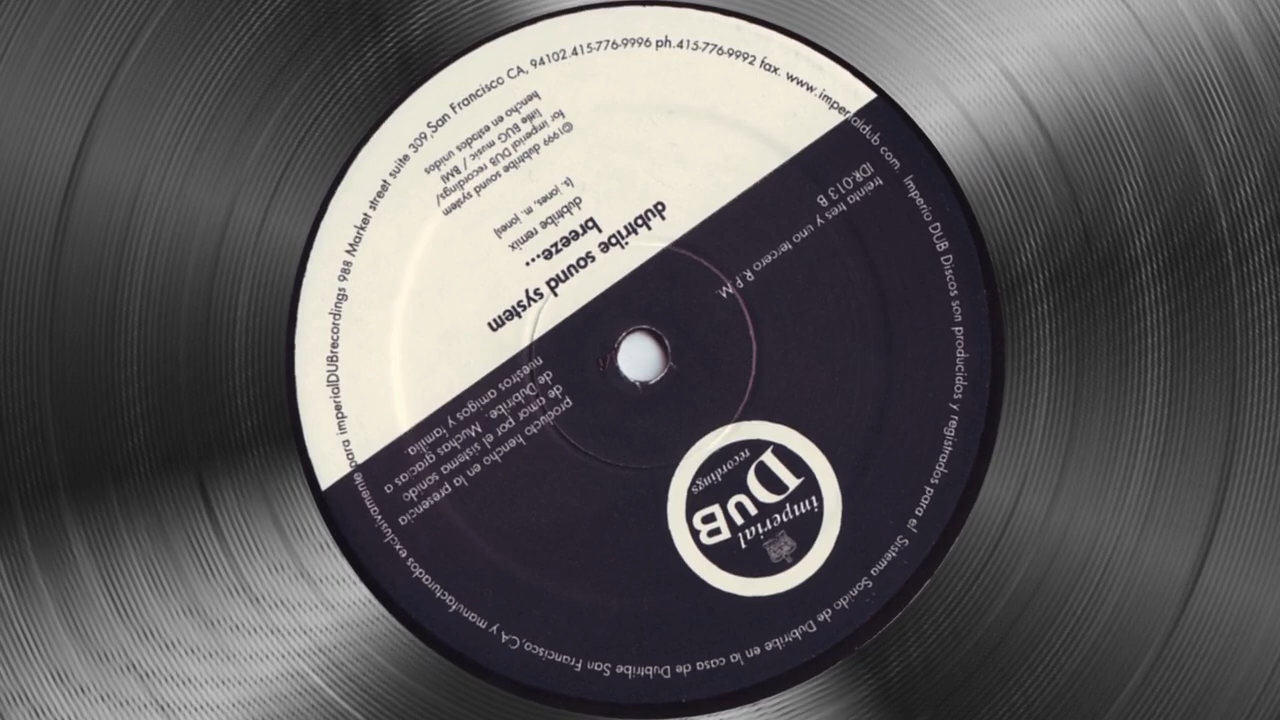 dubtribe sound system
breeze...
dubtribe remix
(s. jones, m. jones)
©1999 dubtribe sound system
for imperial DUB recordings/
little BUG music / BMI
hencho en estados unidos
IDR-013 B
treinta tres y uno tercero R.P.M.
producto hencho en la presencia
de amor por el sistema sonido
de Dubtribe. Muchas gracias a
nuestros amigos y familia.
imperial
DUB
recordings
imperialDUBrecordings 988 Market street suite 309,San Francisco CA, 94102.415-776-9996 ph.415-776-9992 fax. www.imperialdub.com.
Imperio DUB Discos son producidos y registrados para el Sistema Sonido de Dubtribe en la casa de Dubtribe San Francisco,CA y manufacturados exclusivamente para